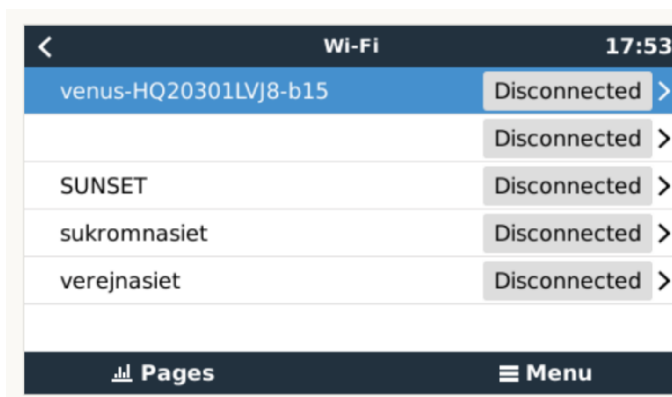 Wi-Fi 17:53
venus-HQ20301LVJ8-b15 Disconnected
Disconnected
SUNSET Disconnected
sukromnasiet Disconnected
verejnasiet Disconnected
Pages Menu